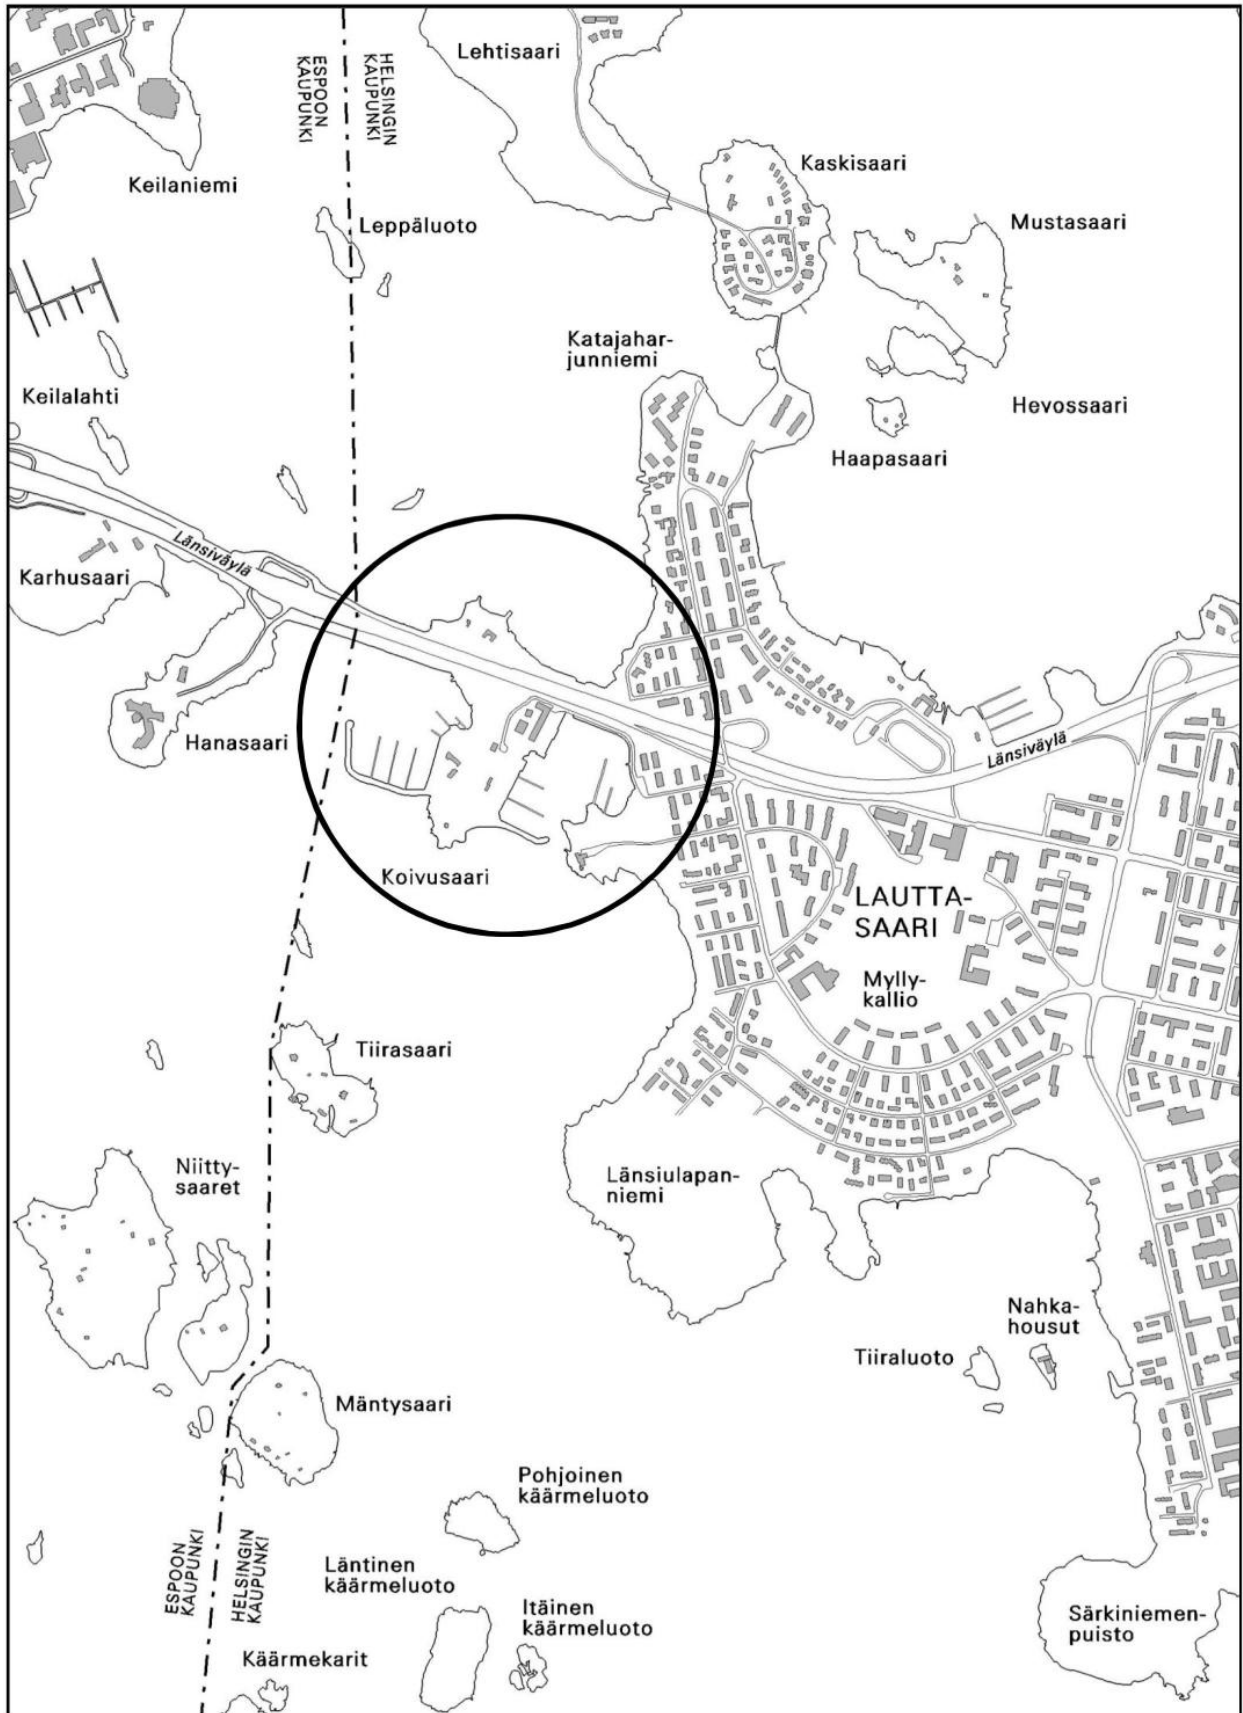 Lehtisaari
ESPOON
KAUPUNKI
HELSINGIN
KAUPUNKI
Kaskisaari
Keilaniemi
Mustasaari
Leppäluoto
Katajahar-
junniemi
Keilalahti
Hevossaari
Haapasaari
Länsiväylä
Karhusaari
Hanasaari
Länsiväylä
Koivusaari
LAUTTA-
SAARI
Mylly-
kallio
Tiirasaari
Niitty-
saaret
Länsiulapan-
niemi
Nahka-
housut
Tiiraluoto
Mäntysaari
Pohjoinen
käärmeluoto
ESPOON
KAUPUNKI
HELSINGIN
KAUPUNKI
Läntinen
käärmeluoto
Itäinen
käärmeluoto
Särkiniemen-
puisto
Käärmekarit